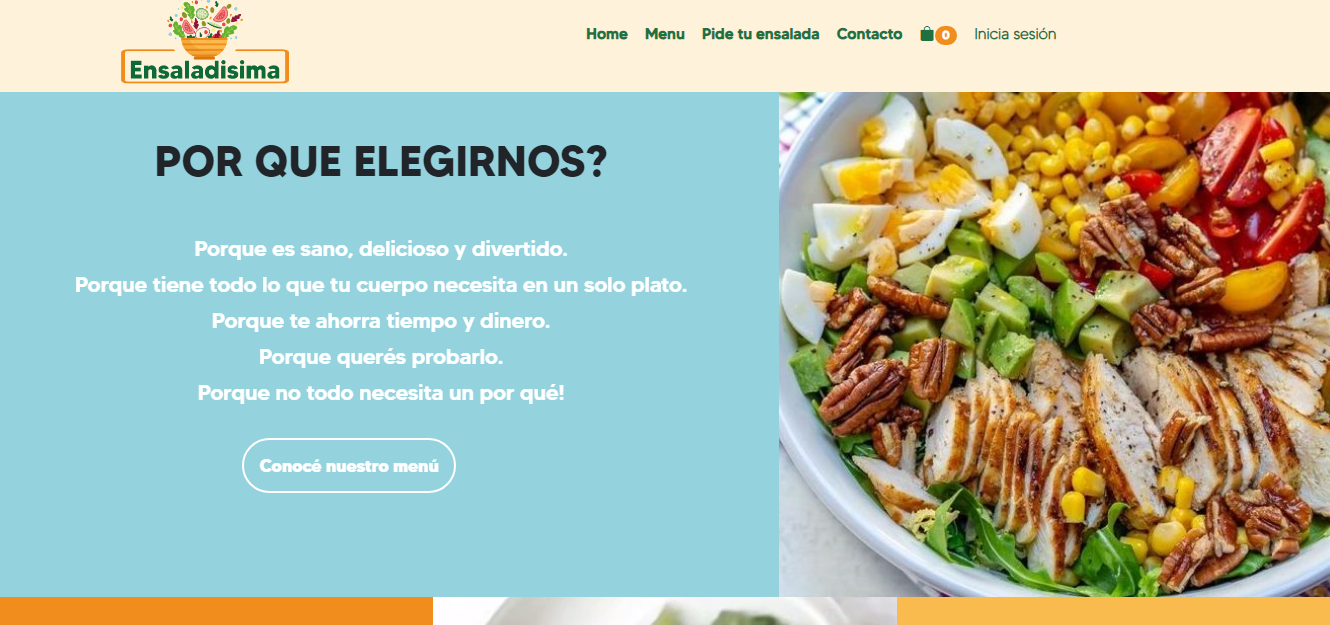 Ensaladisima
Home Menu Pide tu ensalada Contacto 0 Inicia sesión
POR QUE ELEGIRNOS?
Porque es sano, delicioso y divertido.
Porque tiene todo lo que tu cuerpo necesita en un solo plato.
Porque te ahorra tiempo y dinero.
Porque querés probarlo.
Porque no todo necesita un por qué!
Conocé nuestro menú